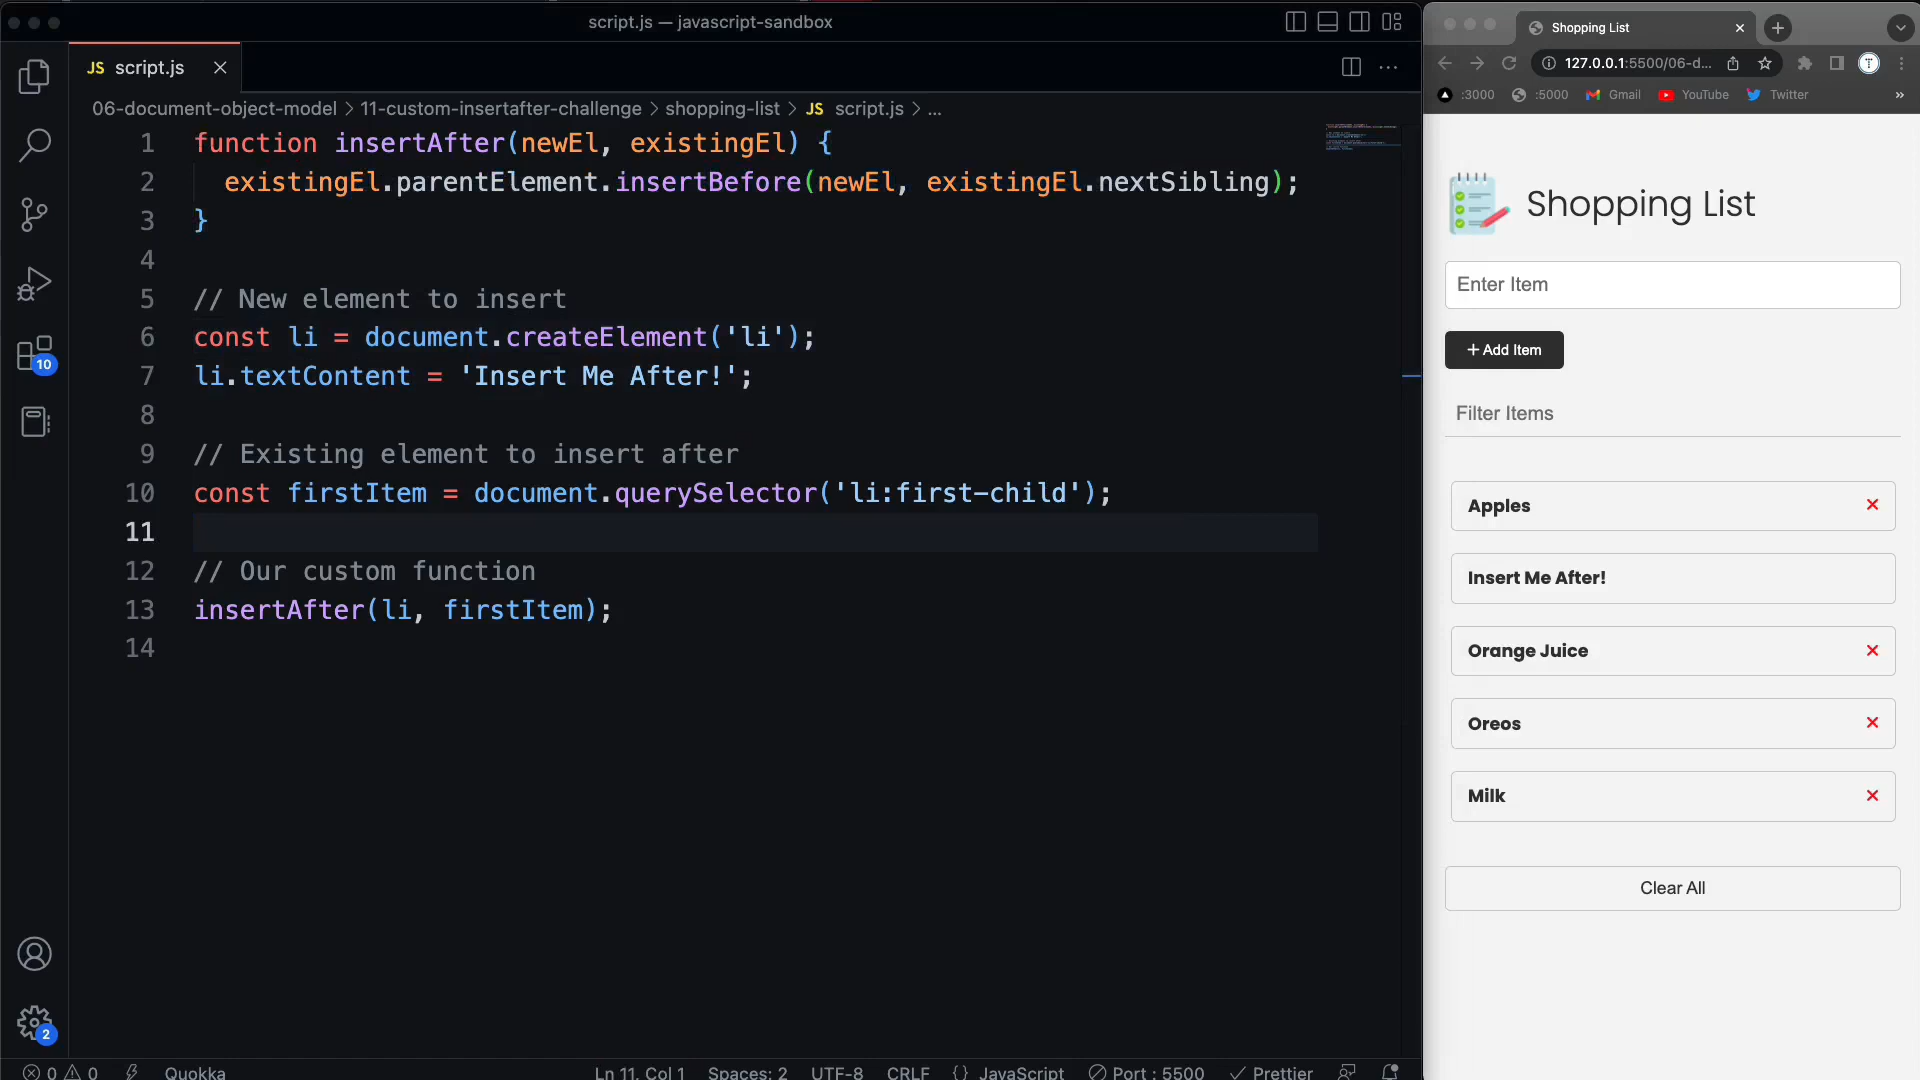 script.js — javascript-sandbox
JS script.js
06-document-object-model > 11-custom-insertafter-challenge > shopping-list > JS script.js > ...
1 function insertAfter(newEl, existingEl) {
2 existingEl.parentElement.insertBefore(newEl, existingEl.nextSibling);
3 }
4
5 // New element to insert
6 const li = document.createElement('li');
7 li.textContent = 'Insert Me After!';
8
9 // Existing element to insert after
10 const firstItem = document.querySelector('li:first-child');
11
12 // Our custom function
13 insertAfter(li, firstItem);
14
10
2
0 0 Quokka Ln 11, Col 1 Spaces: 2 UTF-8 CRLF {} JavaScript Port : 5500 Prettier
Shopping List
127.0.0.1:5500/06-d...
T
:3000 :5000 Gmail YouTube Twitter »
Shopping List
Enter Item
+ Add Item
Filter Items
Apples
Insert Me After!
Orange Juice
Oreos
Milk
Clear All